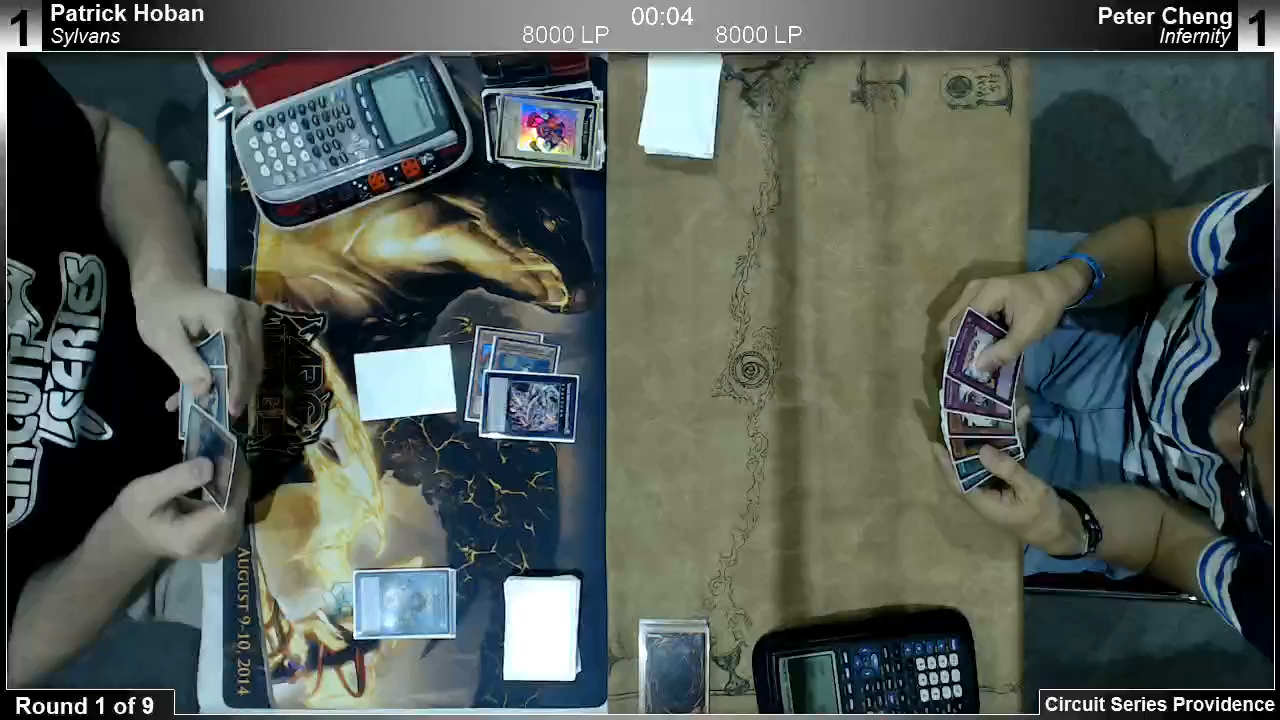 1
Patrick Hoban
Sylvans
8000 LP
00:04
8000 LP
Peter Cheng
Infernity
1
CIRCUIT
SERIES
AUGUST 9-10, 2014
Round 1 of 9
Circuit Series Providence